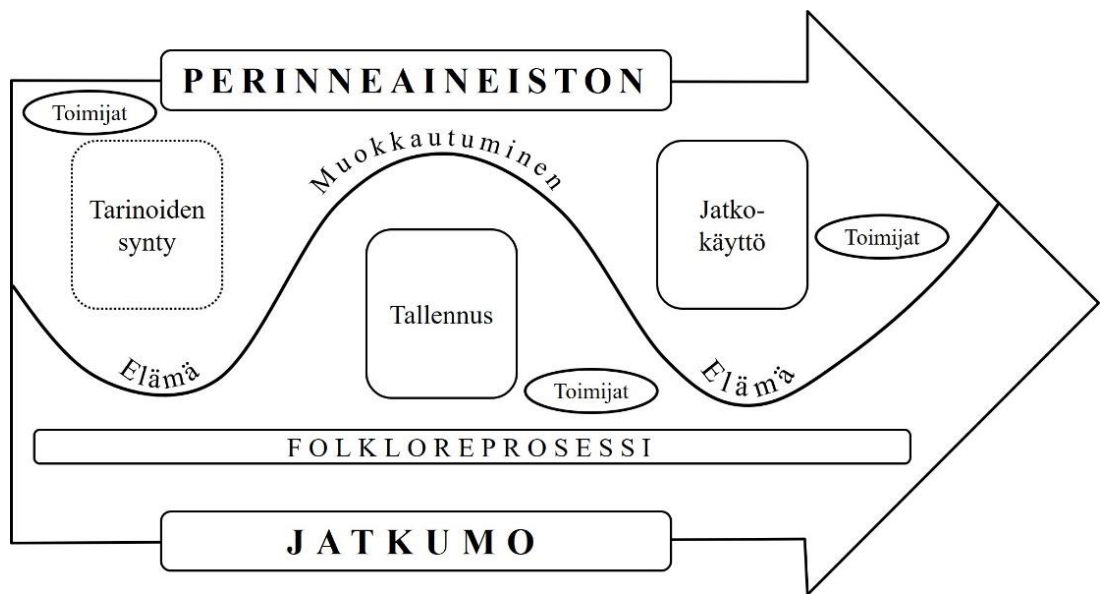 PERINNEAINEISTON
Toimijat
Muokkautuminen
Tarinoiden
synty
Jatko-
käyttö
Toimijat
Tallennus
Elämä
Elämä
Toimijat
FOLKLOREPROSESSI
JATKUMO